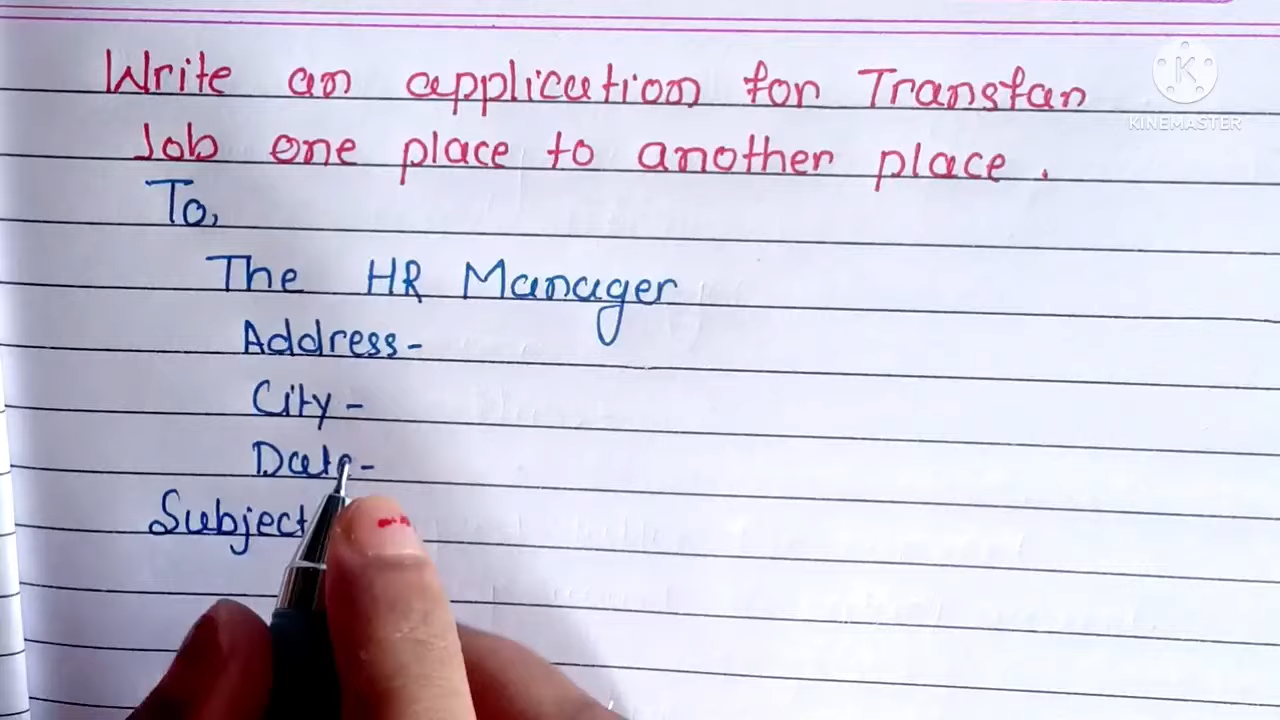 Write an application for Transfar
Job one place to another place.
To,
The HR Manager
Address-
City-
Date-
Subject
K
KINEMASTER